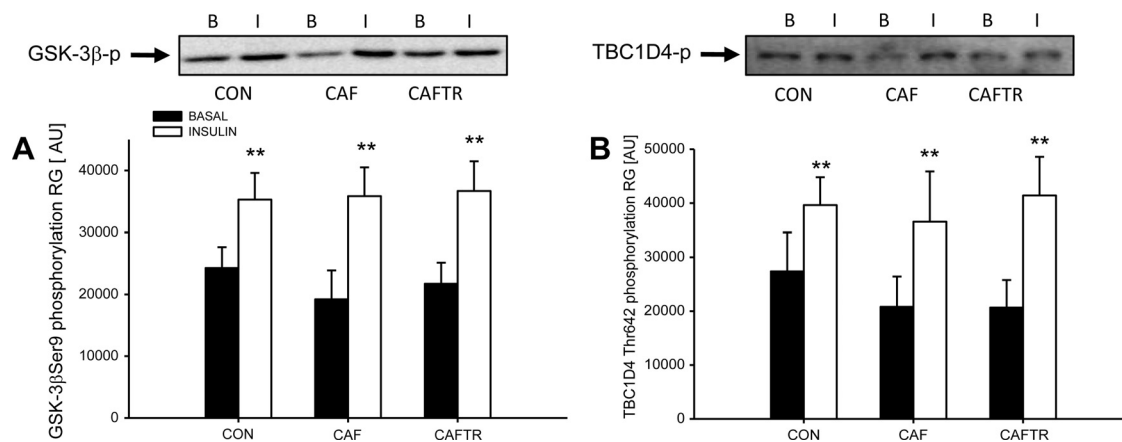 B I B I B I
GSK-3β-p
CON CAF CAFTR
B I B I B I
TBC1D4-p
CON CAF CAFTR
A
BASAL
INSULIN
GSK-3βSer9 phosphorylation RG [ AU]
40000
30000
20000
10000
0
** ** **
CON CAF CAFTR
B
TBC1D4 Thr642 phosphorylation RG [AU]
50000
40000
30000
20000
10000
0
** ** **
CON CAF CAFTR